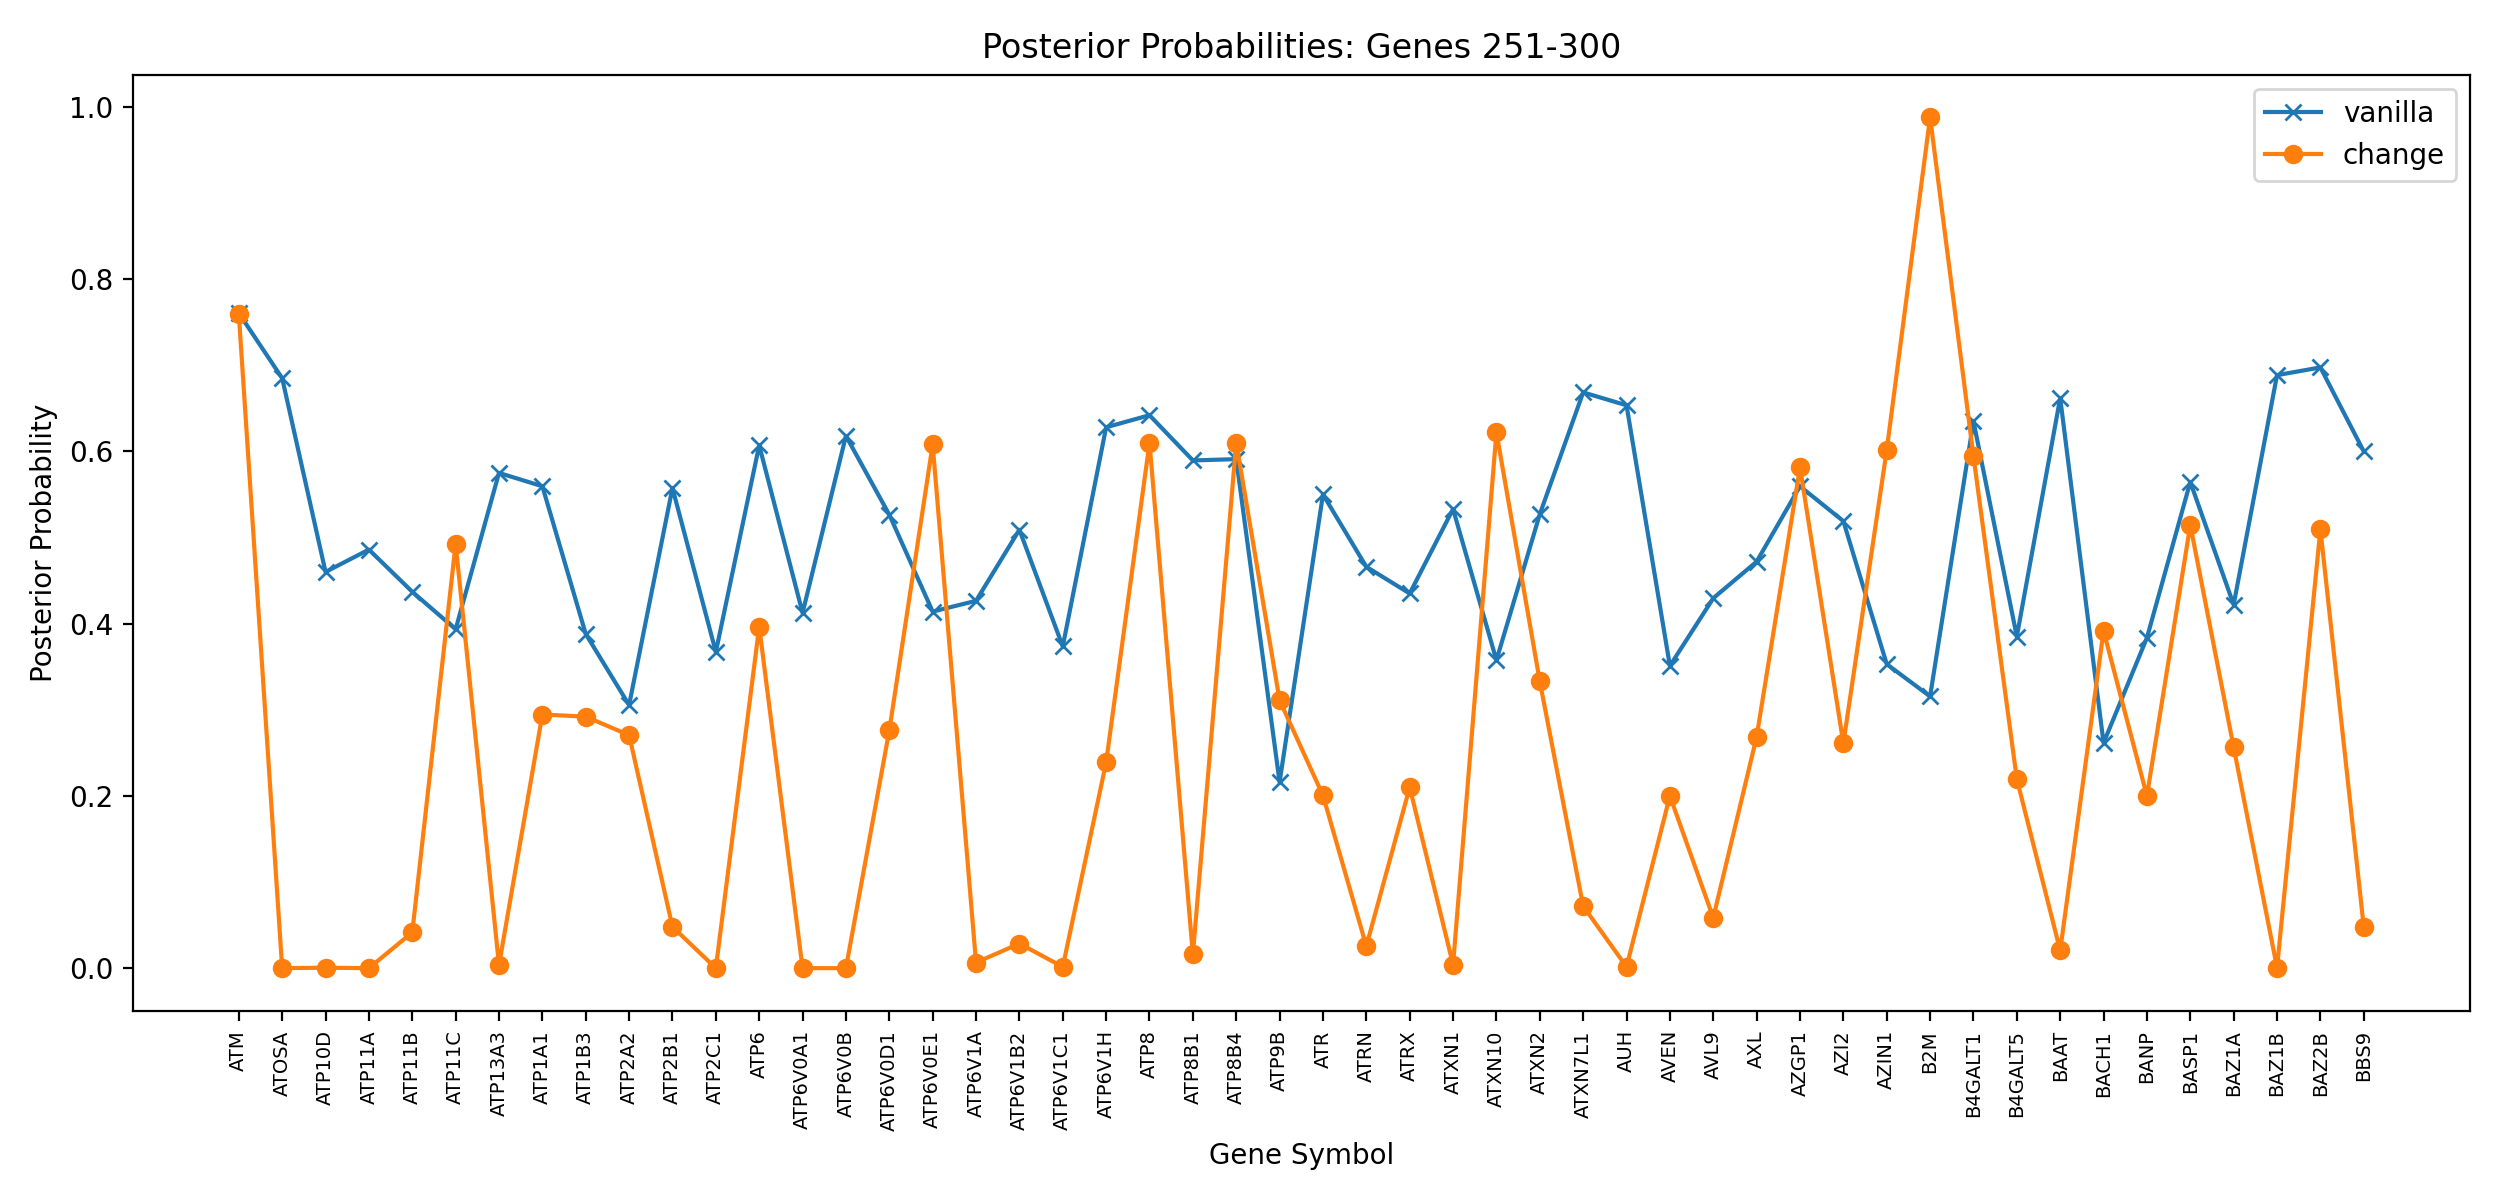 Posterior Probabilities: Genes 251-300
vanilla
change
Posterior Probability
1.0
0.8
0.6
0.4
0.2
0.0
ATM
ATOSA
ATP10D
ATP11A
ATP11B
ATP11C
ATP13A3
ATP1A1
ATP1B3
ATP2A2
ATP2B1
ATP2C1
ATP6
ATP6V0A1
ATP6V0B
ATP6V0D1
ATP6V0E1
ATP6V1A
ATP6V1B2
ATP6V1C1
ATP6V1H
ATP8
ATP8B1
ATP8B4
ATP9B
ATR
ATRN
ATRX
ATXN1
ATXN10
ATXN2
ATXN7L1
AUH
AVEN
AVL9
AXL
AZGP1
AZI2
AZIN1
B2M
B4GALT1
B4GALT5
BAAT
BACH1
BANP
BASP1
BAZ1A
BAZ1B
BAZ2B
BBS9
Gene Symbol